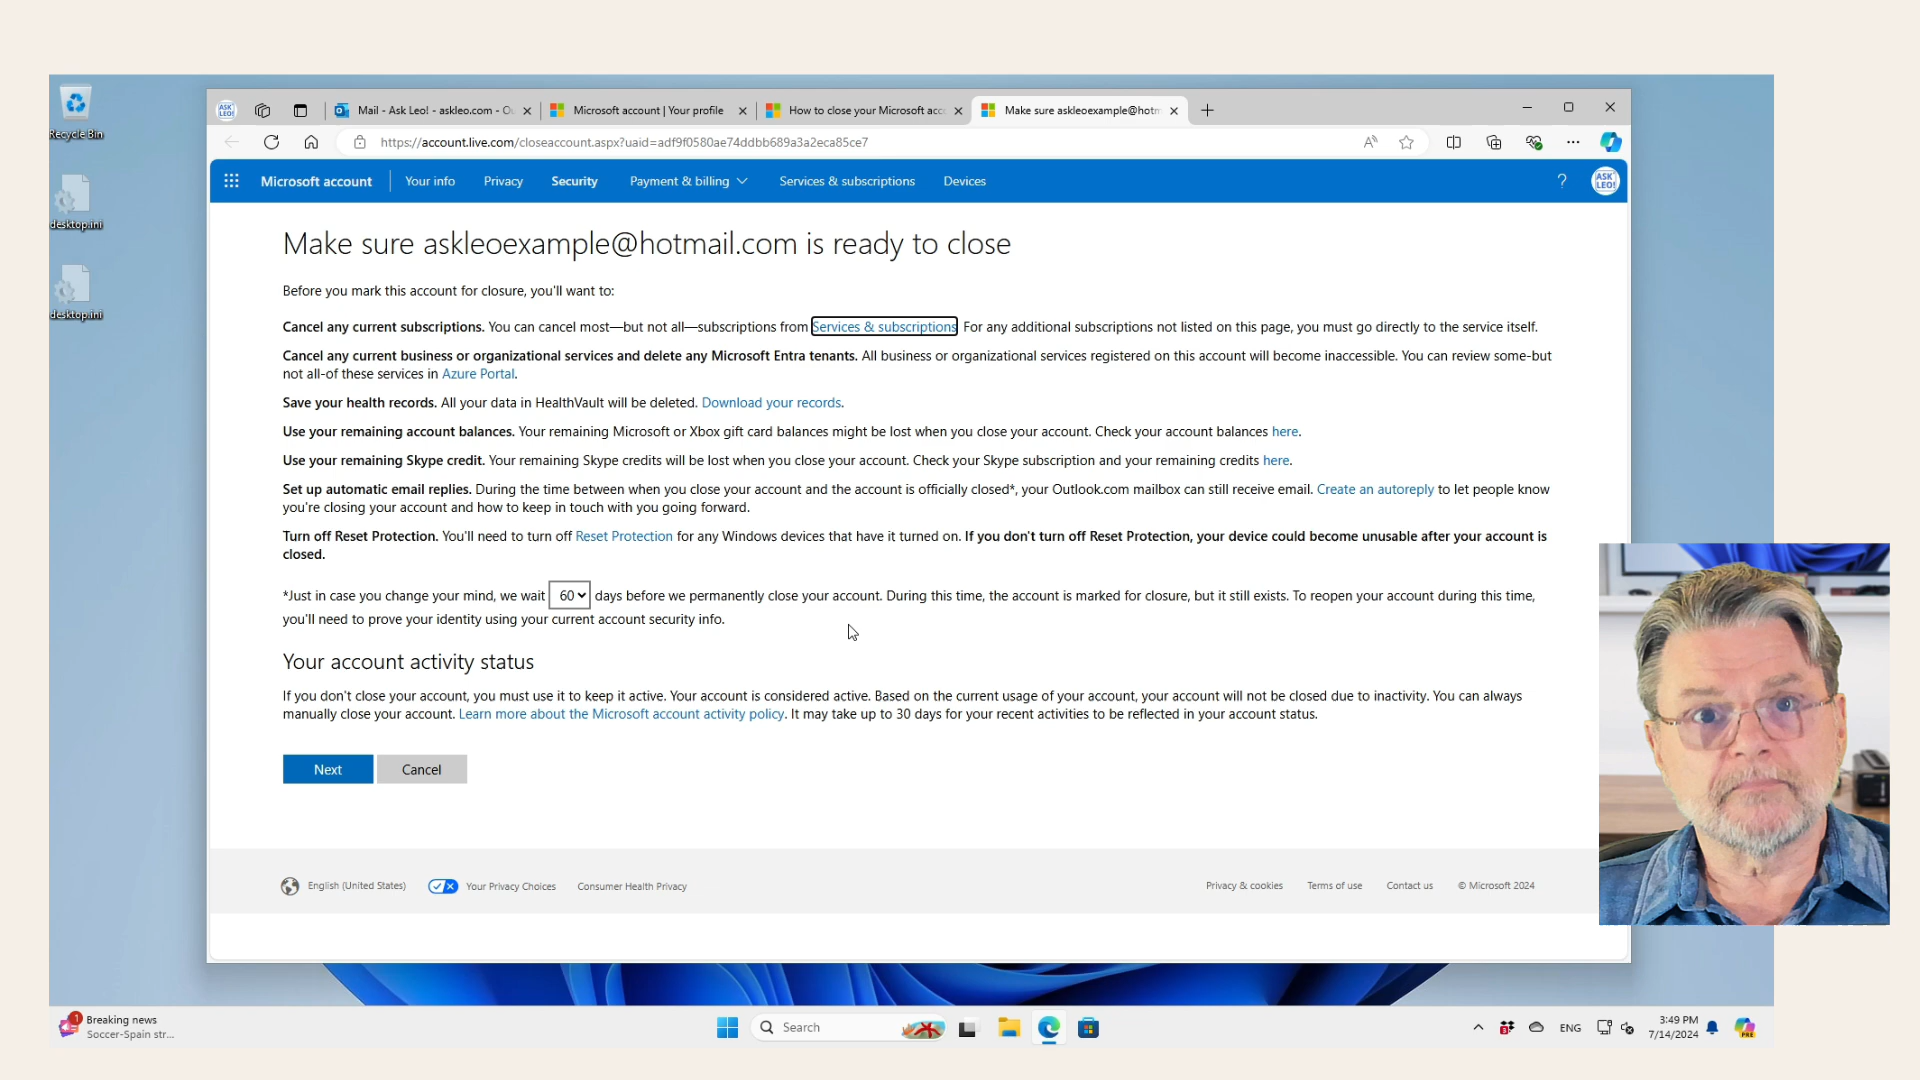 Recycle Bin
desktop.ini
desktop.ini
ASK LEO!
Mail - Ask Leo! - askleo.com - Ou
Microsoft account | Your profile
How to close your Microsoft acc
Make sure askleoexample@hotm
https://account.live.com/closeaccount.aspx?uaid=adf9f0580ae74ddbb689a3a2eca85ce7
Microsoft account
Your info
Privacy
Security
Payment & billing
Services & subscriptions
Devices
?
ASK LEO!
Make sure askleoexample@hotmail.com is ready to close
Before you mark this account for closure, you'll want to:
Cancel any current subscriptions. You can cancel most—but not all—subscriptions from Services & subscriptions. For any additional subscriptions not listed on this page, you must go directly to the service itself.
Cancel any current business or organizational services and delete any Microsoft Entra tenants. All business or organizational services registered on this account will become inaccessible. You can review some-but
not all-of these services in Azure Portal.
Save your health records. All your data in HealthVault will be deleted. Download your records.
Use your remaining account balances. Your remaining Microsoft or Xbox gift card balances might be lost when you close your account. Check your account balances here.
Use your remaining Skype credit. Your remaining Skype credits will be lost when you close your account. Check your Skype subscription and your remaining credits here.
Set up automatic email replies. During the time between when you close your account and the account is officially closed*, your Outlook.com mailbox can still receive email. Create an autoreply to let people know
you're closing your account and how to keep in touch with you going forward.
Turn off Reset Protection. You'll need to turn off Reset Protection for any Windows devices that have it turned on. If you don't turn off Reset Protection, your device could become unusable after your account is
closed.
*Just in case you change your mind, we wait 60 days before we permanently close your account. During this time, the account is marked for closure, but it still exists. To reopen your account during this time,
you'll need to prove your identity using your current account security info.
Your account activity status
If you don't close your account, you must use it to keep it active. Your account is considered active. Based on the current usage of your account, your account will not be closed due to inactivity. You can always
manually close your account. Learn more about the Microsoft account activity policy. It may take up to 30 days for your recent activities to be reflected in your account status.
Next
Cancel
English (United States)
Your Privacy Choices
Consumer Health Privacy
Privacy & cookies
Terms of use
Contact us
© Microsoft 2024
1
Breaking news
Soccer-Spain str...
Search
ENG
3:49 PM
7/14/2024
PRE